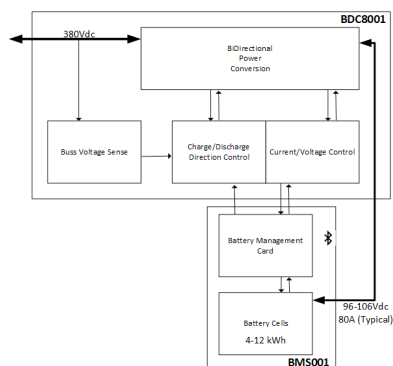 BDC8001
380Vdc
BiDirectional
Power
Conversion
Buss Voltage Sense
Charge/Discharge
Direction Control
Current/Voltage Control
Battery Management
Card
96-106Vdc
80A (Typical)
Battery Cells
4-12 kWh
BMS001